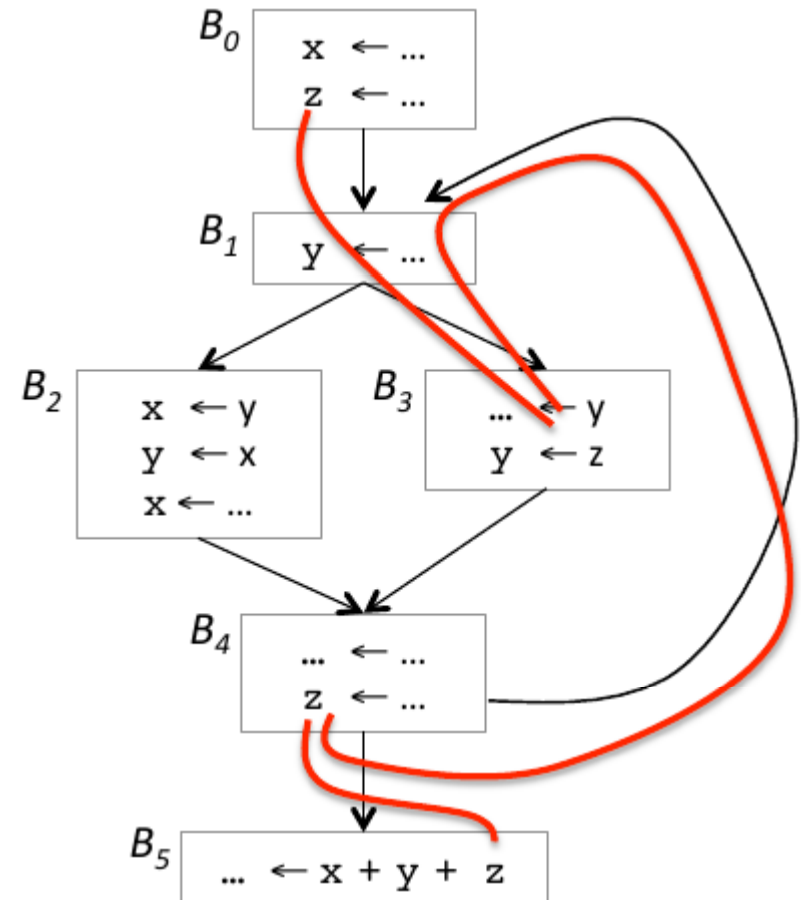 B0
x ← …
z ← …
B1
y ← …
B2
x ← y
y ← x
x ← …
B3
… ← y
y ← z
B4
… ← …
z ← …
B5
… ← x + y + z